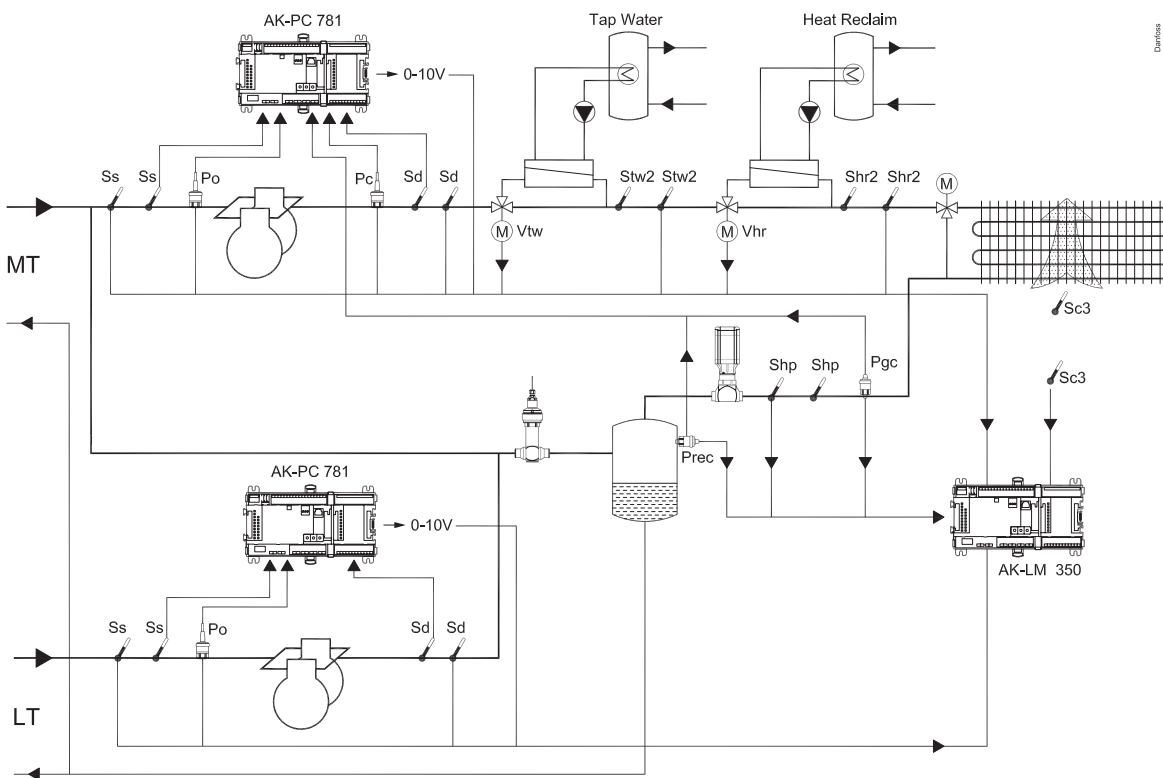 AK-PC 781
Tap Water
Heat Reclaim
Danfoss
0-10V
Ss
Ss
Po
Pc
Sd
Sd
Stw2
Stw2
Shr2
Shr2
M
M
Vtw
M
Vhr
MT
Sc3
Shp
Shp
Pgc
Sc3
Prec
AK-PC 781
0-10V
AK-LM 350
Ss
Ss
Po
Sd
Sd
LT